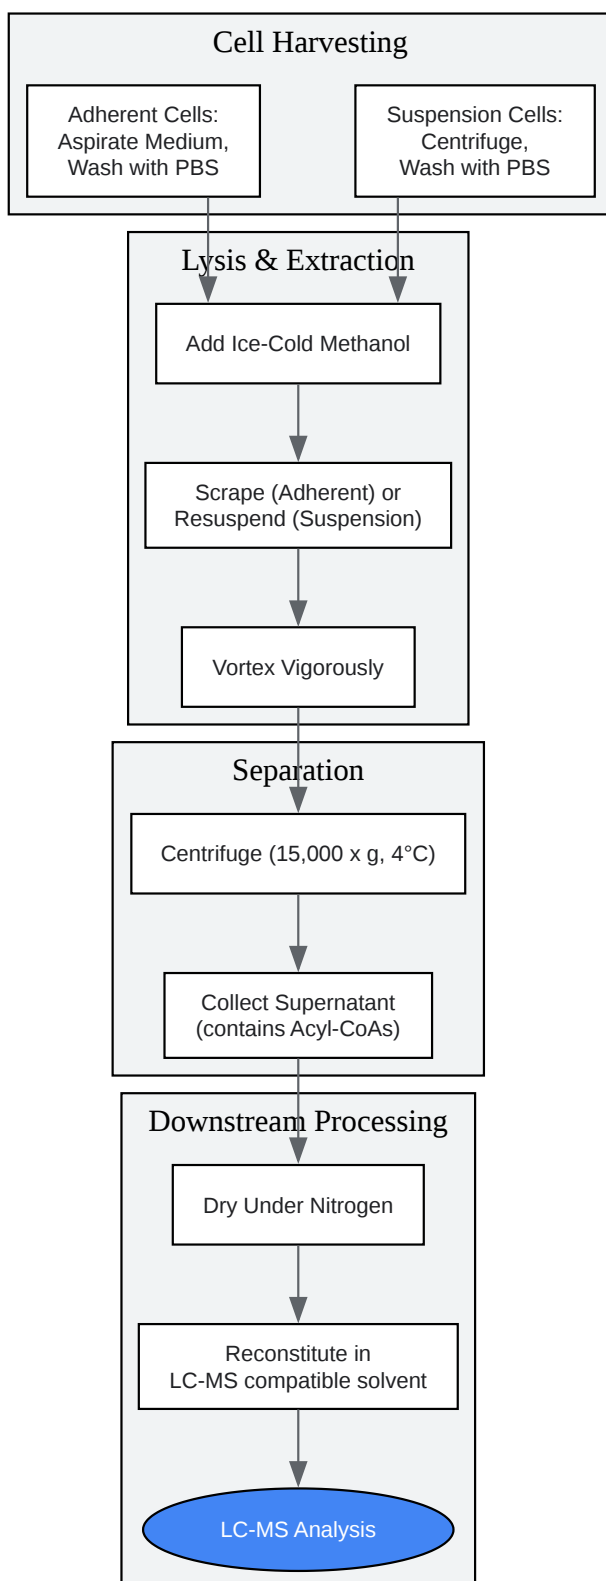 Cell Harvesting
Adherent Cells:
Aspirate Medium,
Wash with PBS
Suspension Cells:
Centrifuge,
Wash with PBS
Lysis & Extraction
Add Ice-Cold Methanol
Scrape (Adherent) or
Resuspend (Suspension)
Vortex Vigorously
Separation
Centrifuge (15,000 x g, 4°C)
Collect Supernatant
(contains Acyl-CoAs)
Downstream Processing
Dry Under Nitrogen
Reconstitute in
LC-MS compatible solvent
LC-MS Analysis